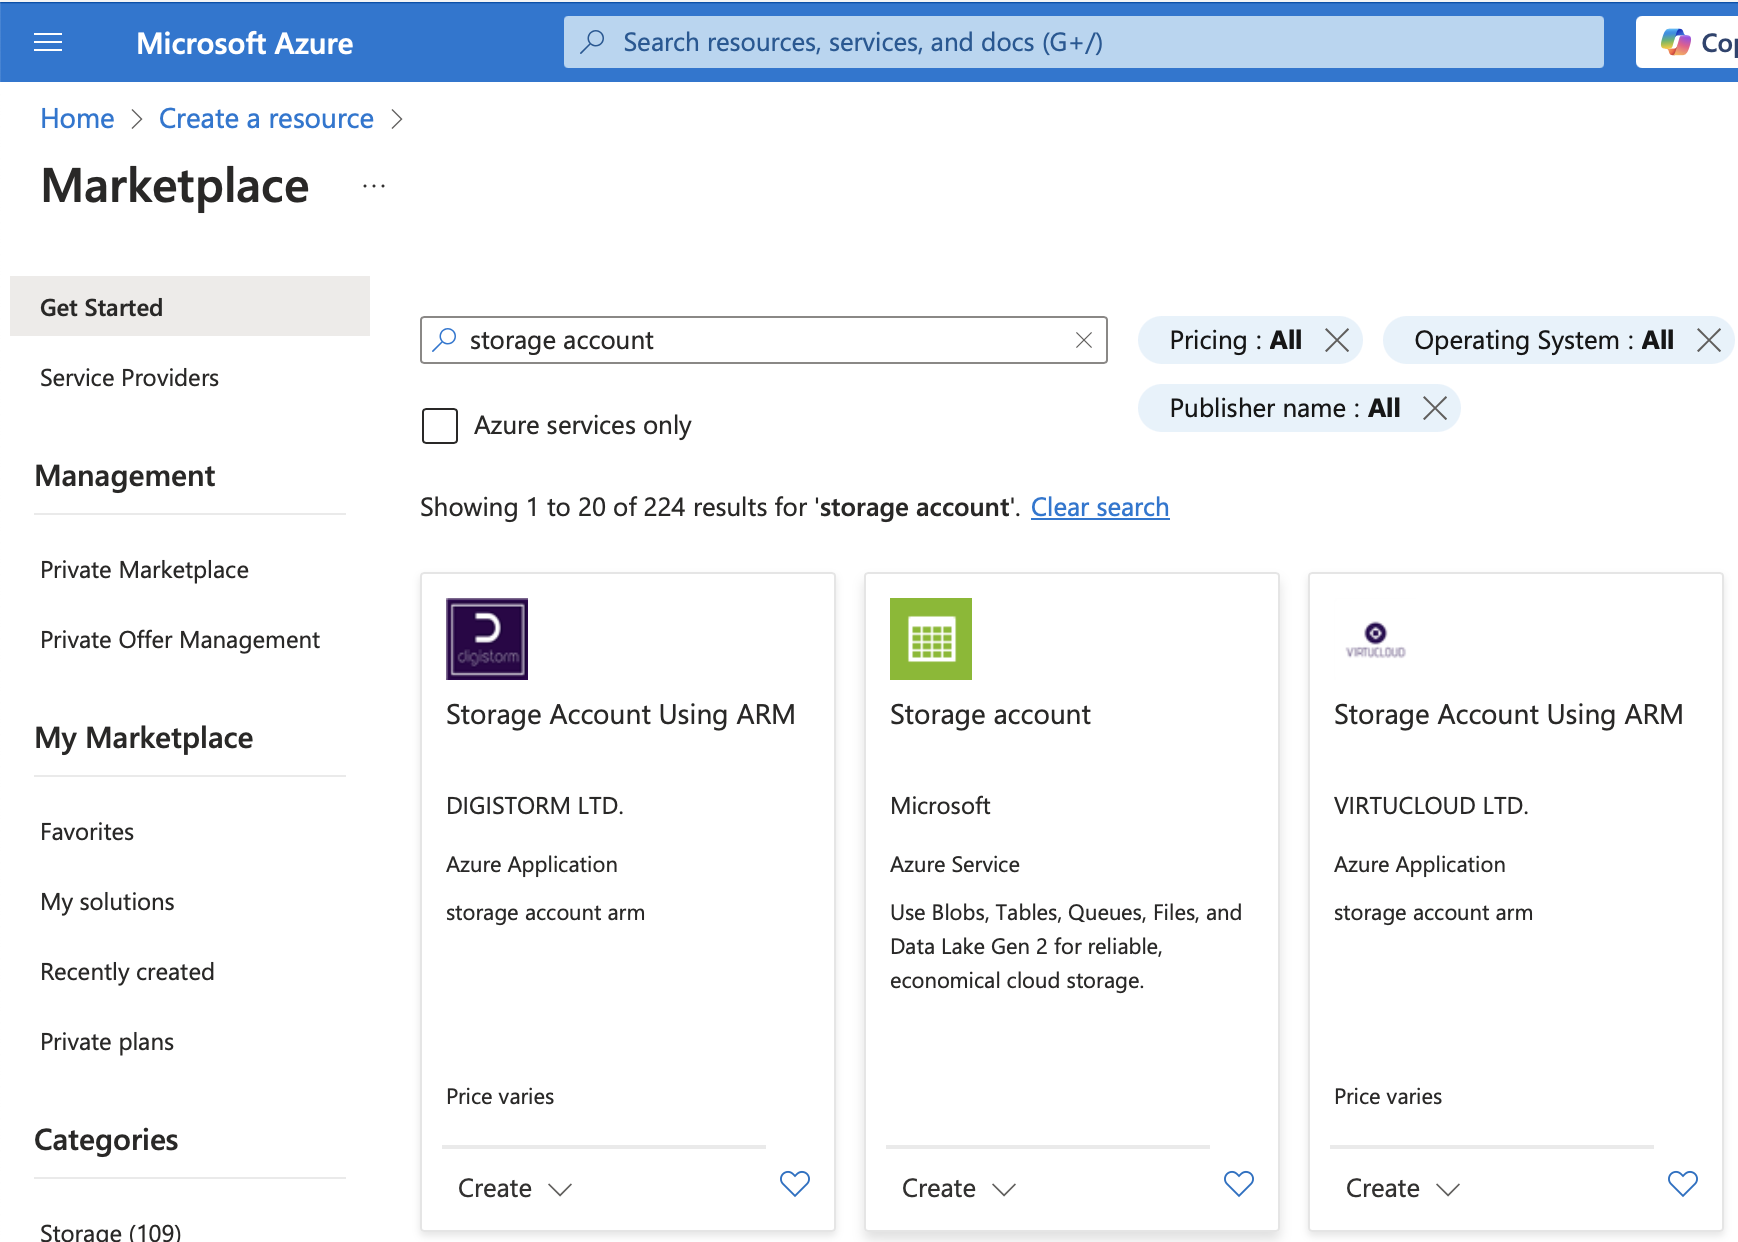 Microsoft Azure
Search resources, services, and docs (G+/)
Home > Create a resource >
Marketplace ...
Get Started
Service Providers
Management
Private Marketplace
Private Offer Management
My Marketplace
Favorites
My solutions
Recently created
Private plans
Categories
Storage (109)
storage account
Pricing : All
Operating System : All
Publisher name : All
Azure services only
Showing 1 to 20 of 224 results for 'storage account'. Clear search
digistorm
Storage Account Using ARM
DIGISTORM LTD.
Azure Application
storage account arm
Price varies
Create
Storage account
Microsoft
Azure Service
Use Blobs, Tables, Queues, Files, and
Data Lake Gen 2 for reliable,
economical cloud storage.
Create
VIRTUCLOUD
Storage Account Using ARM
VIRTUCLOUD LTD.
Azure Application
storage account arm
Price varies
Create